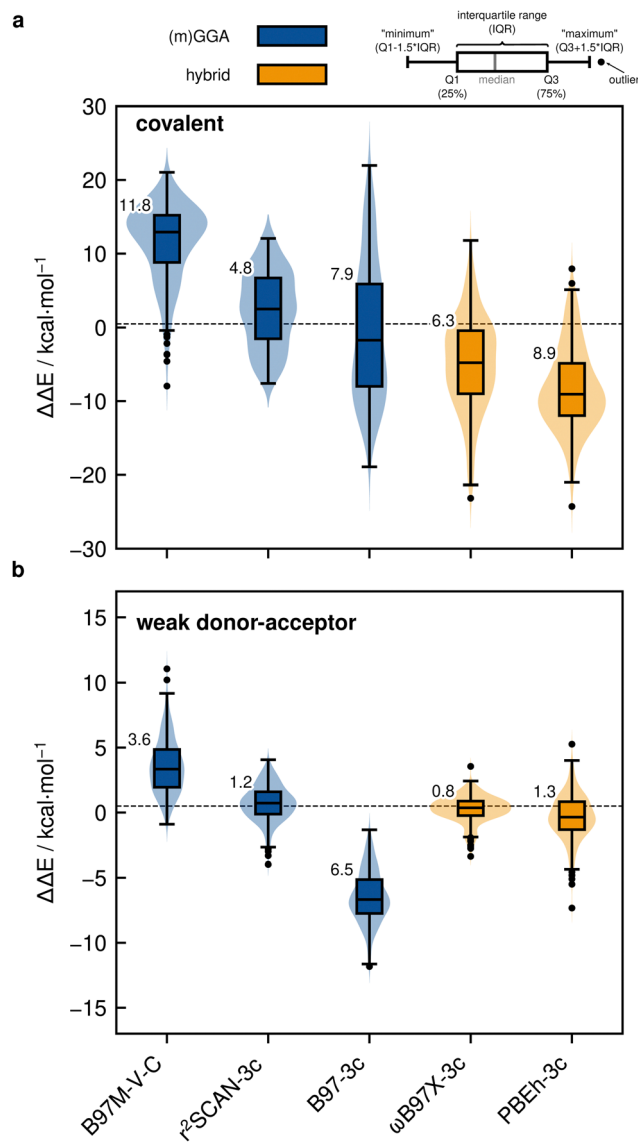 a
(m)GGA
hybrid
interquartile range
(IQR)
"minimum"
(Q1-1.5*IQR)
"maximum"
(Q3+1.5*IQR)
Q1
(25%)
median
Q3
(75%)
outlier
covalent
30
20
10
0
−10
−20
−30
ΔΔE / kcal·mol⁻¹
11.8
4.8
7.9
6.3
8.9
b
weak donor-acceptor
15
10
5
0
−5
−10
−15
ΔΔE / kcal·mol⁻¹
3.6
1.2
6.5
0.8
1.3
B97M-V-C
r²SCAN-3c
B97-3c
ωB97X-3c
PBEh-3c